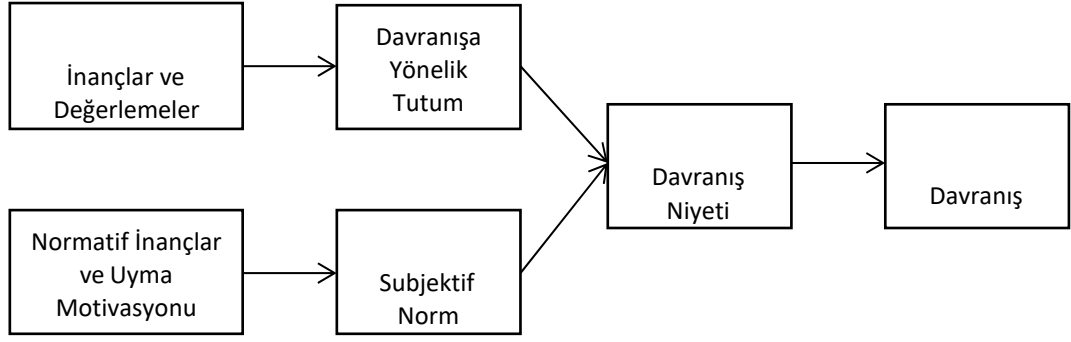 İnançlar ve
Değerlemeler
Davranışa
Yönelik
Tutum
Normatif İnançlar
ve Uyma
Motivasyonu
Subjektif
Norm
Davranış
Niyeti
Davranış